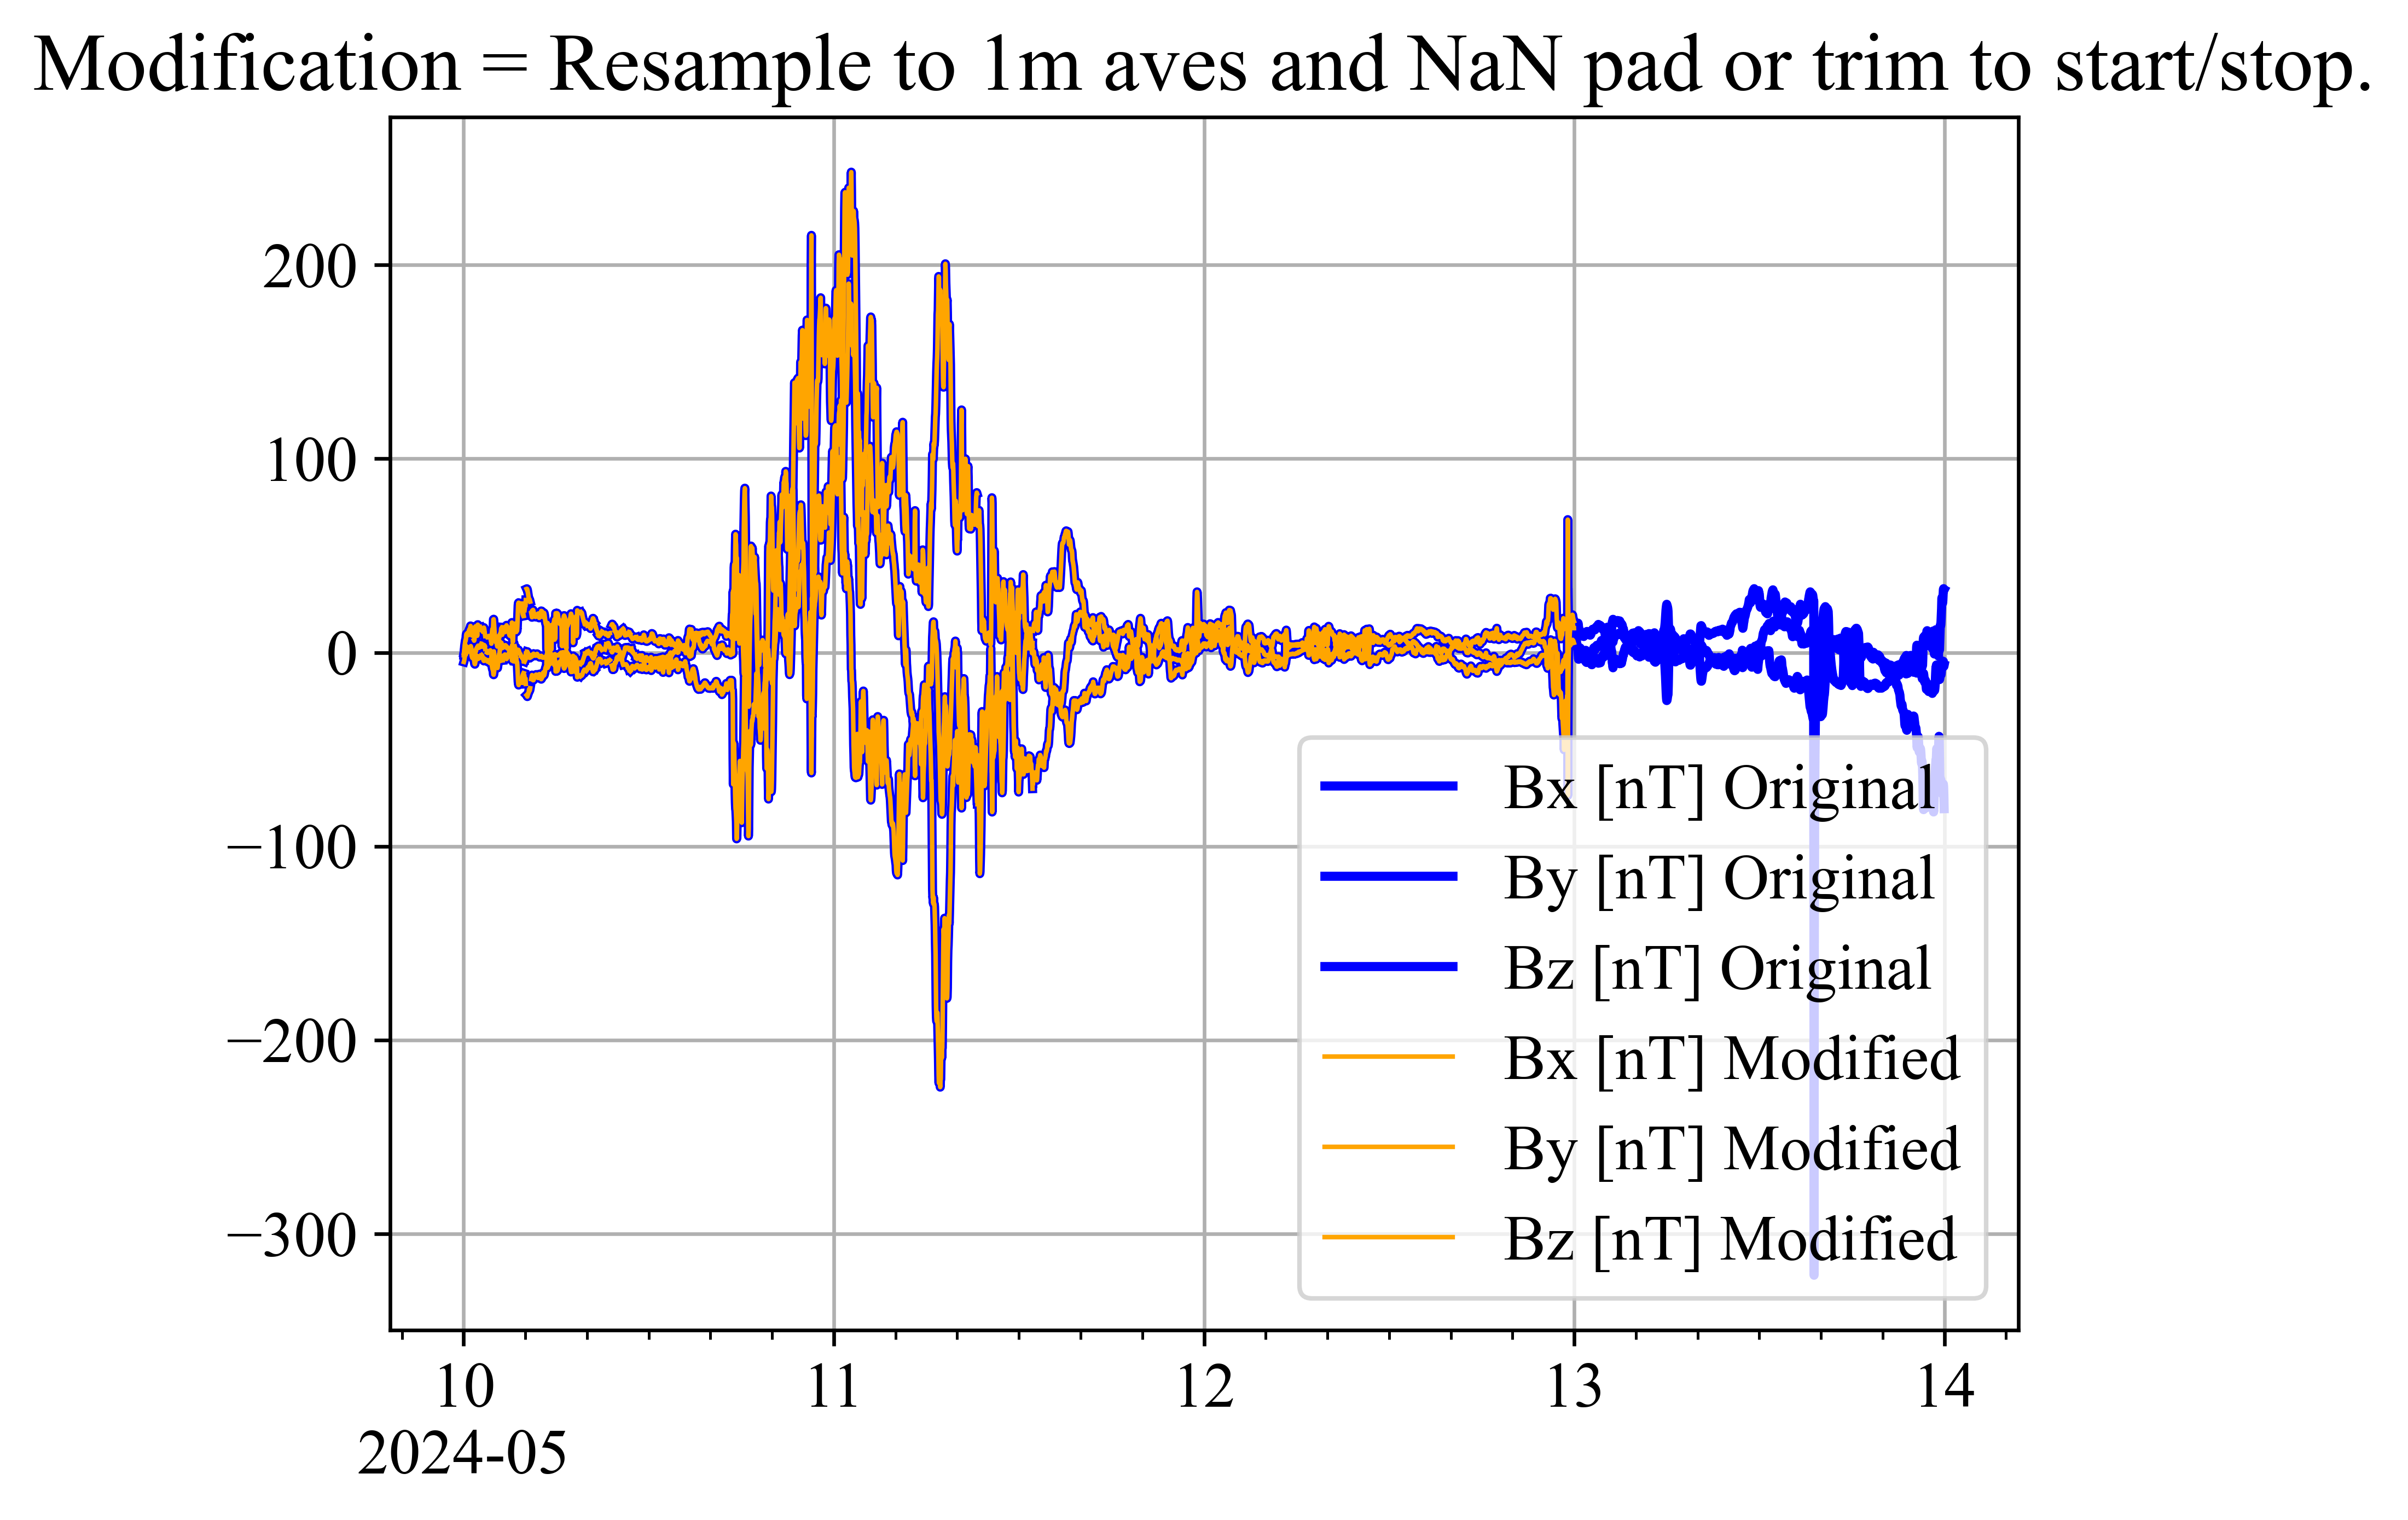 Modification = Resample to 1m aves and NaN pad or trim to start/stop.
200
100
0
−100
−200
−300
Bx [nT] Original
By [nT] Original
Bz [nT] Original
Bx [nT] Modified
By [nT] Modified
Bz [nT] Modified
10 11 12 13 14
2024-05